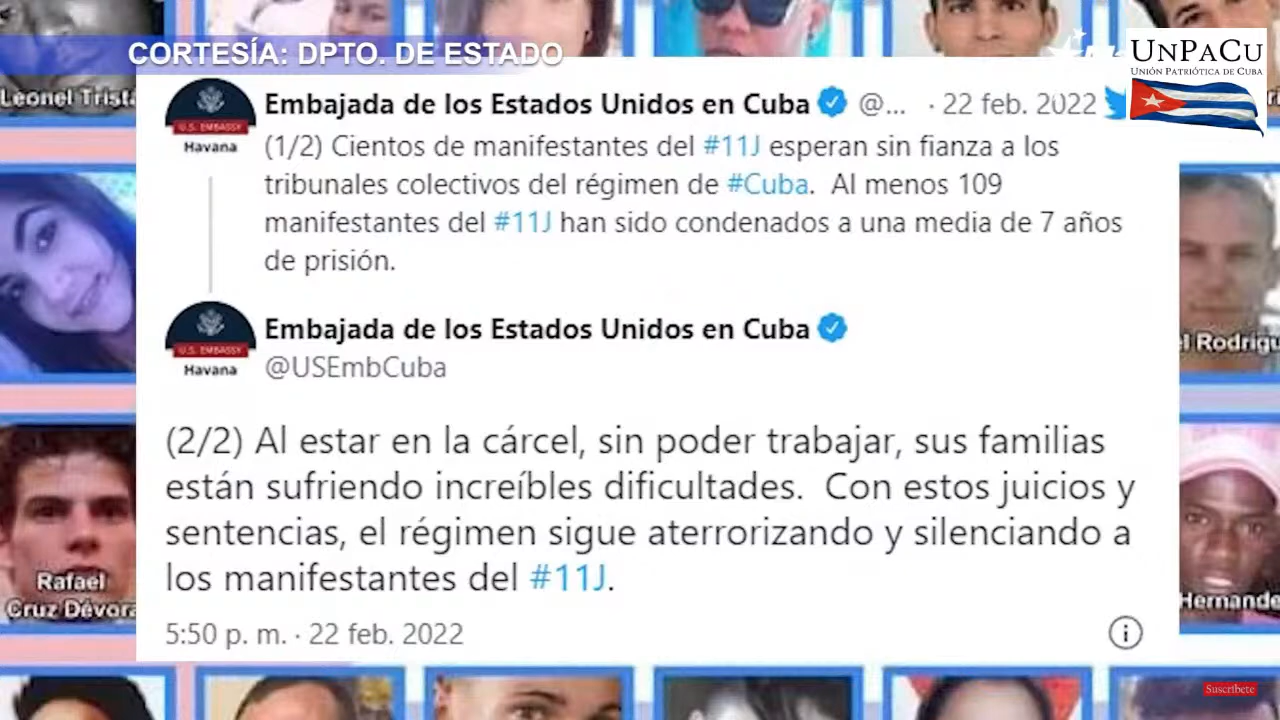 CORTESÍA: DPTO. DE ESTADO
UNPACU
UNIÓN PATRIÓTICA DE CUBA
Leonel
Embajada de los Estados Unidos en Cuba @... · 22 feb. 2022
U.S. EMBASSY
Havana
(1/2) Cientos de manifestantes del #11J esperan sin fianza a los
tribunales colectivos del régimen de #Cuba. Al menos 109
manifestantes del #11J han sido condenados a una media de 7 años
de prisión.
Embajada de los Estados Unidos en Cuba
U.S. EMBASSY
Havana
@USEmbCuba
(2/2) Al estar en la cárcel, sin poder trabajar, sus familias
están sufriendo increíbles dificultades. Con estos juicios y
sentencias, el régimen sigue aterrorizando y silenciando a
los manifestantes del #11J.
5:50 p. m. · 22 feb. 2022
Rafael
Cruz Dévora
Suscríbete